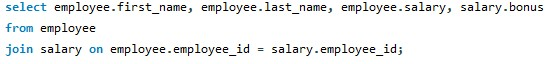 select employee.first_name, employee.last_name, employee.salary, salary.bonus
from employee
join salary on employee.employee_id = salary.employee_id;